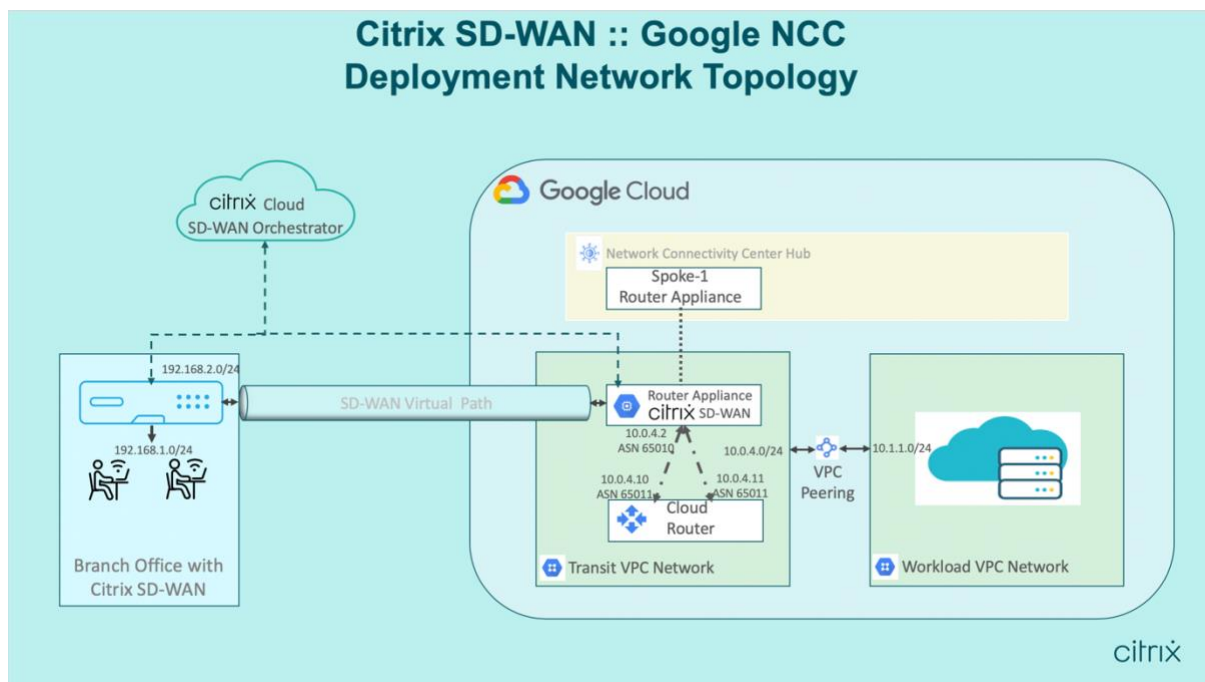 Citrix SD-WAN :: Google NCC
Deployment Network Topology
citrix Cloud
SD-WAN Orchestrator
Google Cloud
Network Connectivity Center Hub
Spoke-1
Router Appliance
192.168.2.0/24
SD-WAN Virtual Path
Router Appliance
citrix SD-WAN
192.168.1.0/24
10.0.4.2
ASN 65010
10.0.4.0/24
10.1.1.0/24
VPC
Peering
10.0.4.10
ASN 65011
10.0.4.11
ASN 65011
Cloud
Router
Branch Office with
Citrix SD-WAN
Transit VPC Network
Workload VPC Network
citrix